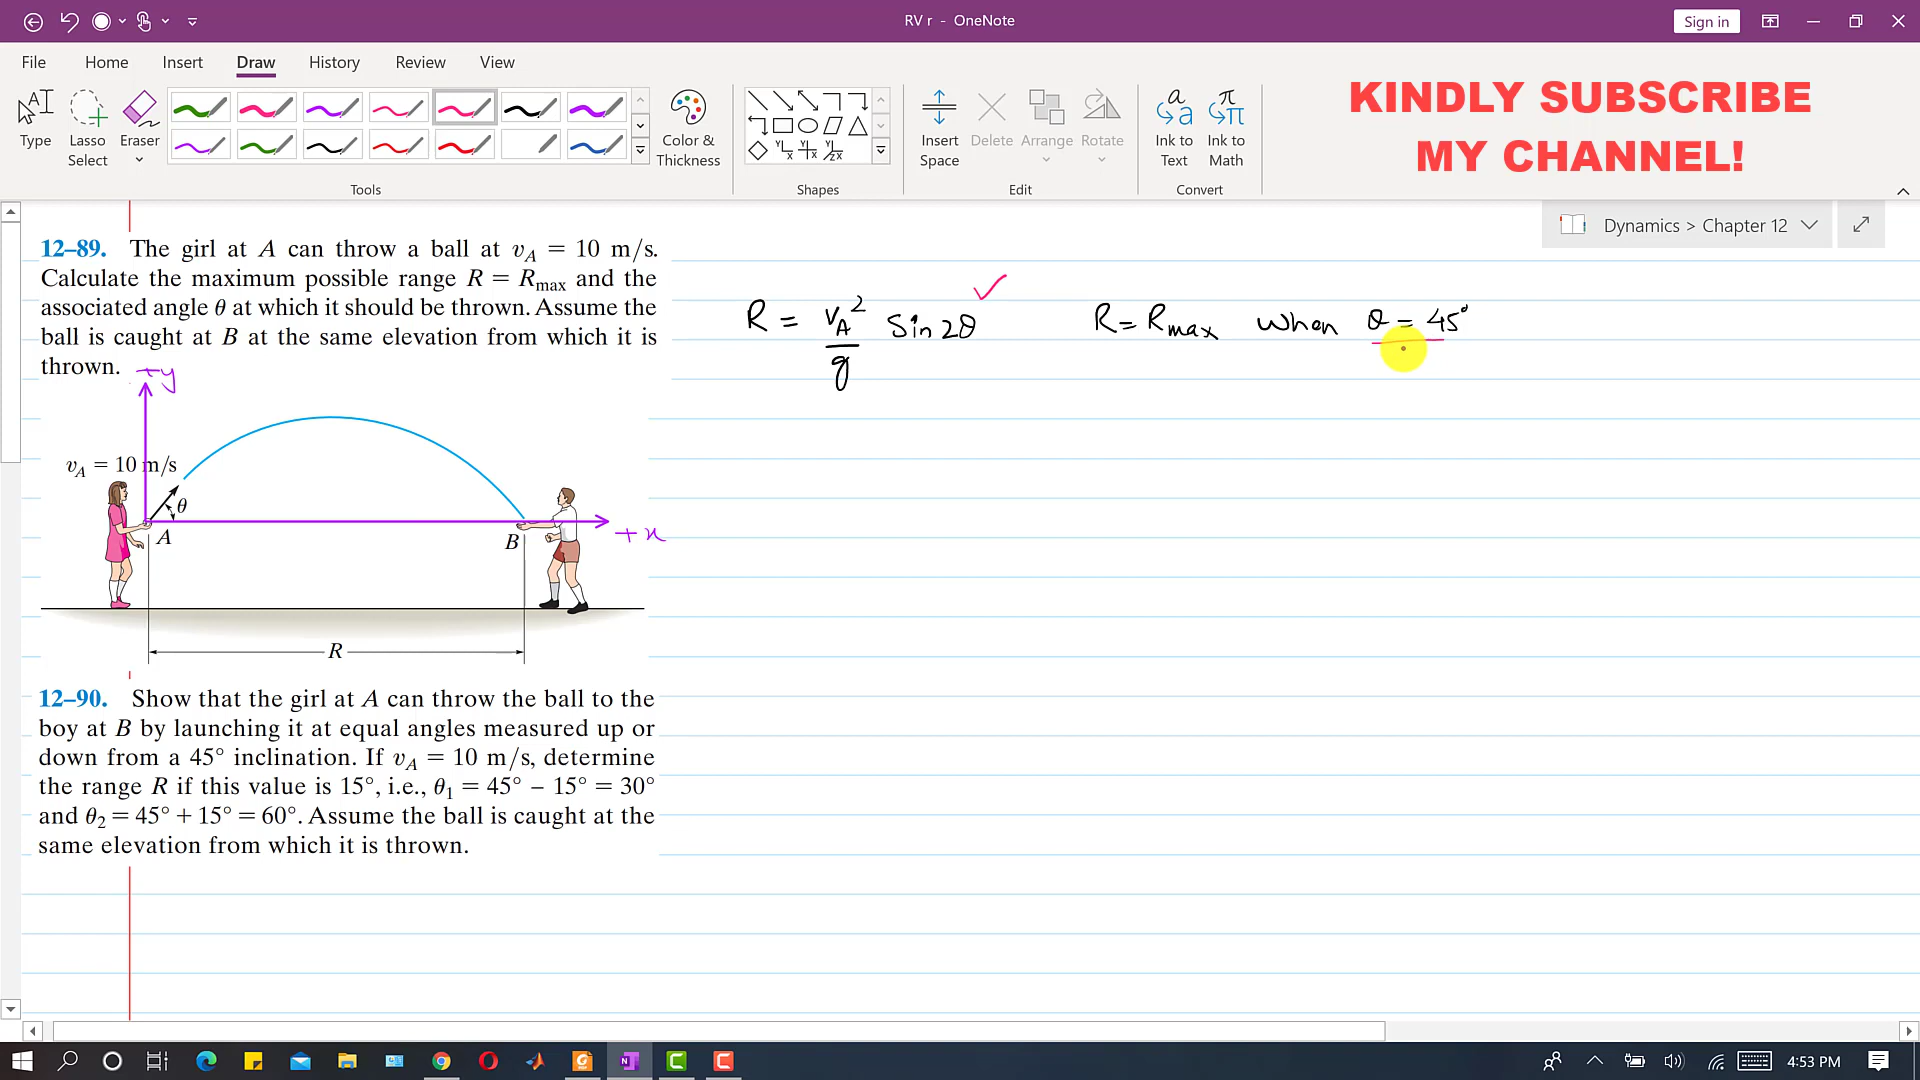 RV r - OneNote
Sign in
File Home Insert Draw History Review View
Type
Lasso Select
Eraser
Color & Thickness
Insert Space
Delete
Arrange
Rotate
Ink to Text
Ink to Math
Tools
Shapes
Edit
Convert
KINDLY SUBSCRIBE
MY CHANNEL!
Dynamics > Chapter 12
12–89. The girl at A can throw a ball at v_A = 10 m/s.
Calculate the maximum possible range R = R_max and the
associated angle θ at which it should be thrown. Assume the
ball is caught at B at the same elevation from which it is
thrown.
+y
v_A = 10 m/s
θ
A
B
+x
R
R = v_A²/g Sin 2θ
R = R_max when θ = 45°
12–90. Show that the girl at A can throw the ball to the
boy at B by launching it at equal angles measured up or
down from a 45° inclination. If v_A = 10 m/s, determine
the range R if this value is 15°, i.e., θ₁ = 45° − 15° = 30°
and θ₂ = 45° + 15° = 60°. Assume the ball is caught at the
same elevation from which it is thrown.
4:53 PM